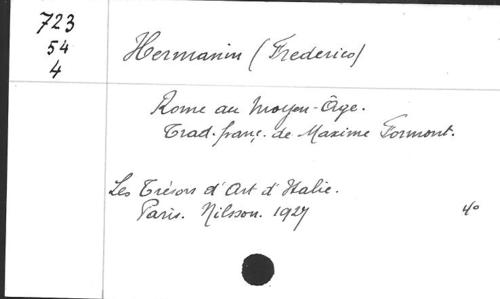 723
54
4
Hermanin (Frederico)
Rome au Moyen-Âge.
Trad. franç. de Maxime Formont.
Les Trésors d'Art d'Italie.
Paris. Nilsson. 1927
4°